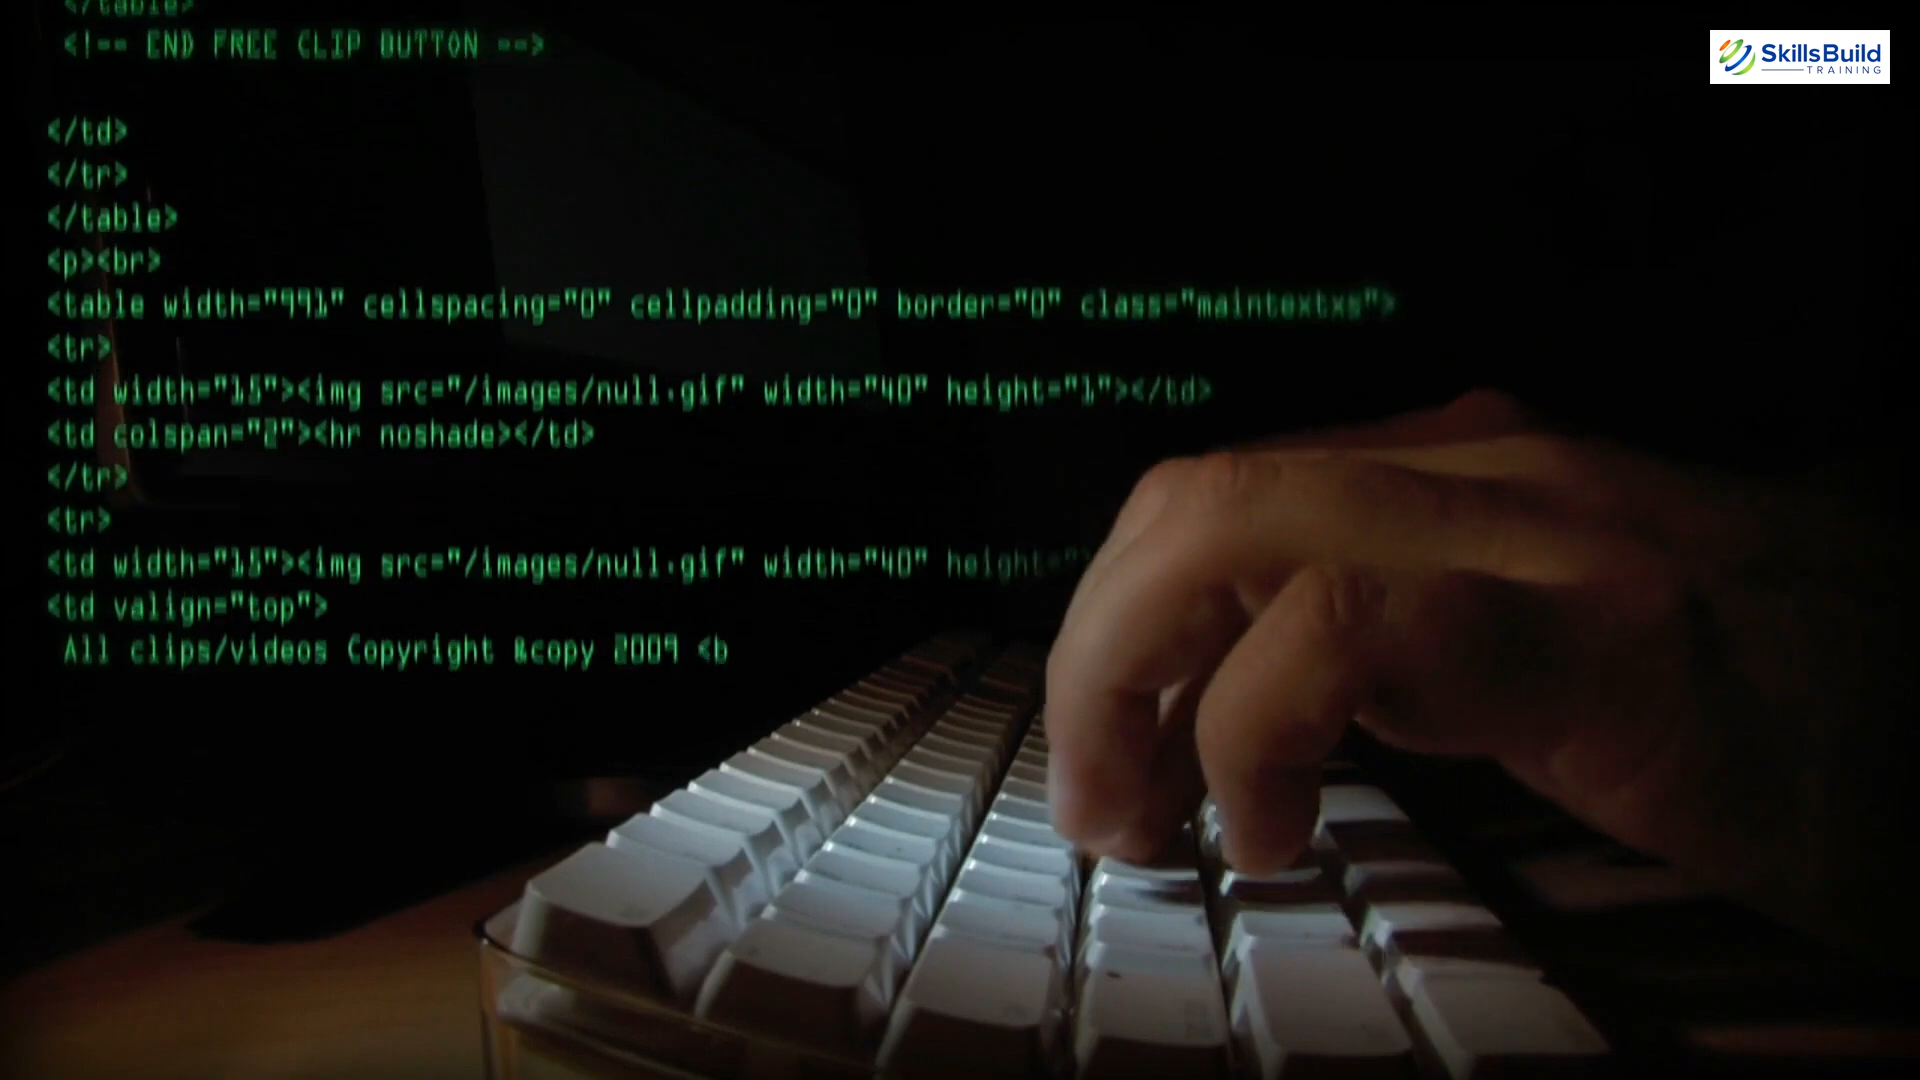 </table>
<!-- END FREE CLIP BUTTON -->
</td>
</tr>
</table>
<p><br>
<table width="991" cellspacing="0" cellpadding="0" border="0" class="maintextxs">
<tr>
<td width="15"><img src="/images/null.gif" width="40" height="1"></td>
<td colspan="2"><hr noshade></td>
</tr>
<tr>
<td width="15"><img src="/images/null.gif" width="40" height="
<td valign="top">
All clips/videos Copyright &copy 2009 <b
SkillsBuild
TRAINING